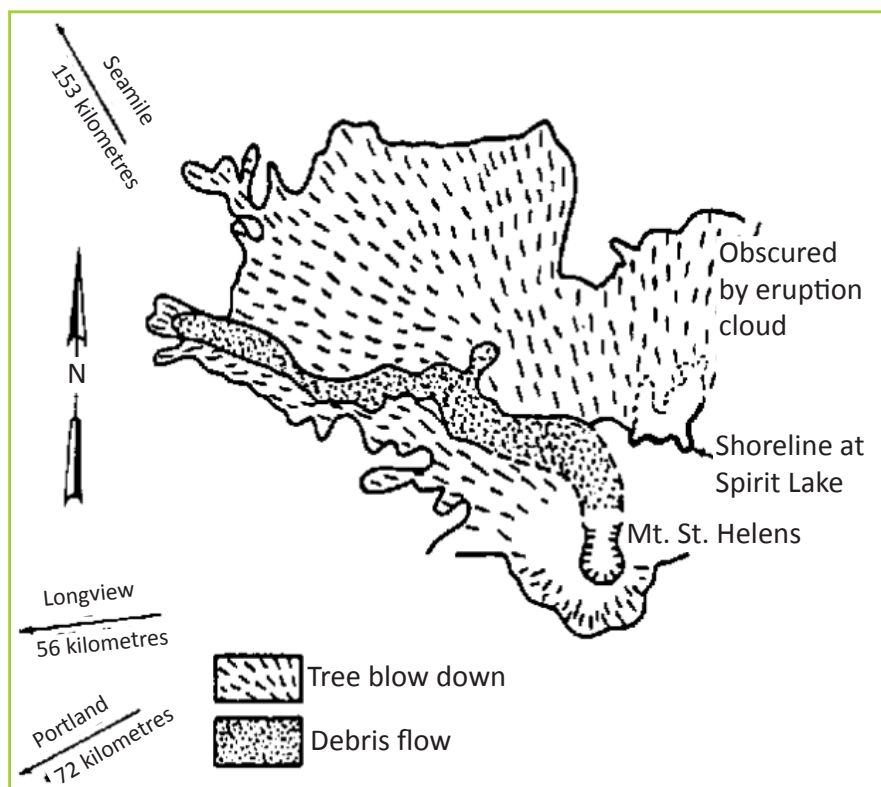 Seamile
153 kilometres
N
Obscured
by eruption
cloud
Shoreline at
Spirit Lake
Mt. St. Helens
Longview
56 kilometres
Portland
72 kilometres
Tree blow down
Debris flow